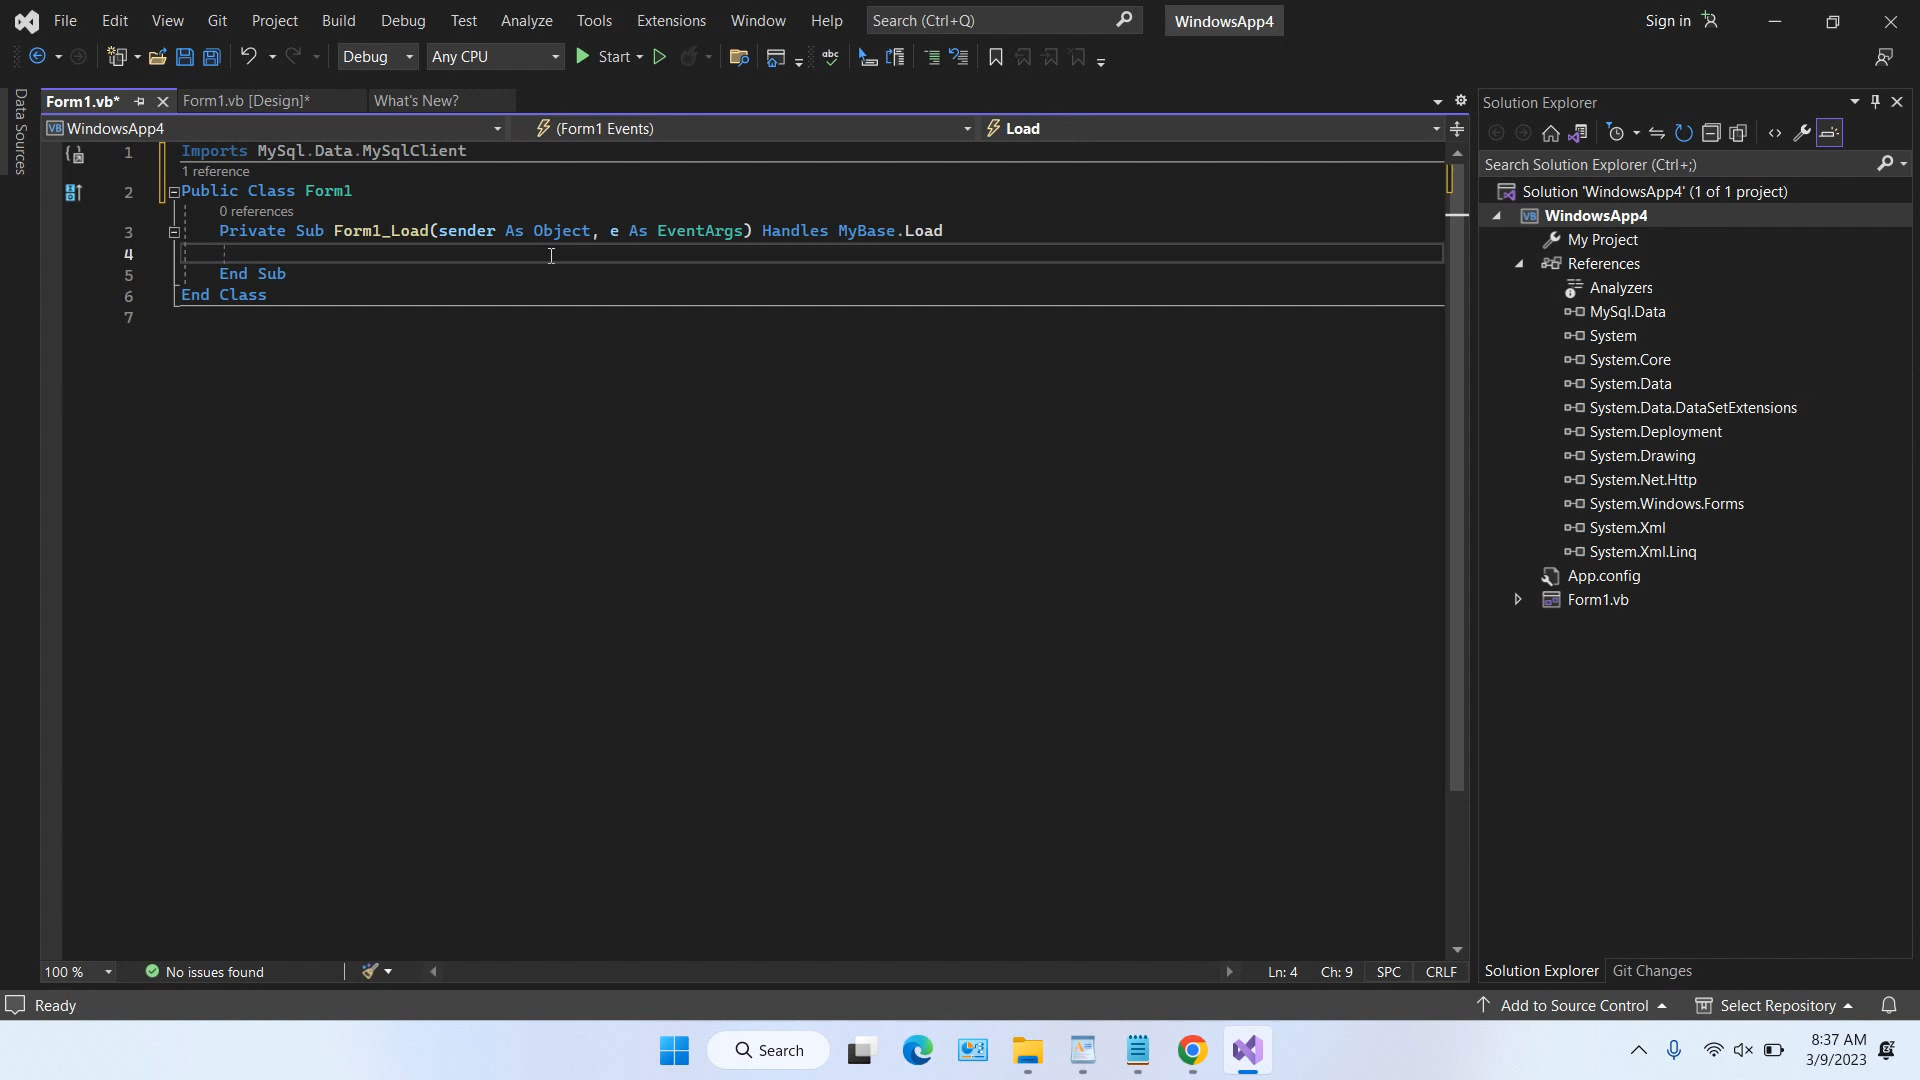 File Edit View Git Project Build Debug Test Analyze Tools Extensions Window Help Search (Ctrl+Q) WindowsApp4 Sign in
Debug Any CPU Start
Data Sources
Form1.vb* Form1.vb [Design]* What's New?
WindowsApp4 (Form1 Events) Load
1 Imports MySql.Data.MySqlClient
1 reference
2 Public Class Form1
0 references
3 Private Sub Form1_Load(sender As Object, e As EventArgs) Handles MyBase.Load
4
5 End Sub
6 End Class
7
100 % No issues found Ln: 4 Ch: 9 SPC CRLF
Solution Explorer
Search Solution Explorer (Ctrl+;)
Solution 'WindowsApp4' (1 of 1 project)
WindowsApp4
My Project
References
Analyzers
MySql.Data
System
System.Core
System.Data
System.Data.DataSetExtensions
System.Deployment
System.Drawing
System.Net.Http
System.Windows.Forms
System.Xml
System.Xml.Linq
App.config
Form1.vb
Solution Explorer Git Changes
Ready Add to Source Control Select Repository
Search
8:37 AM
3/9/2023